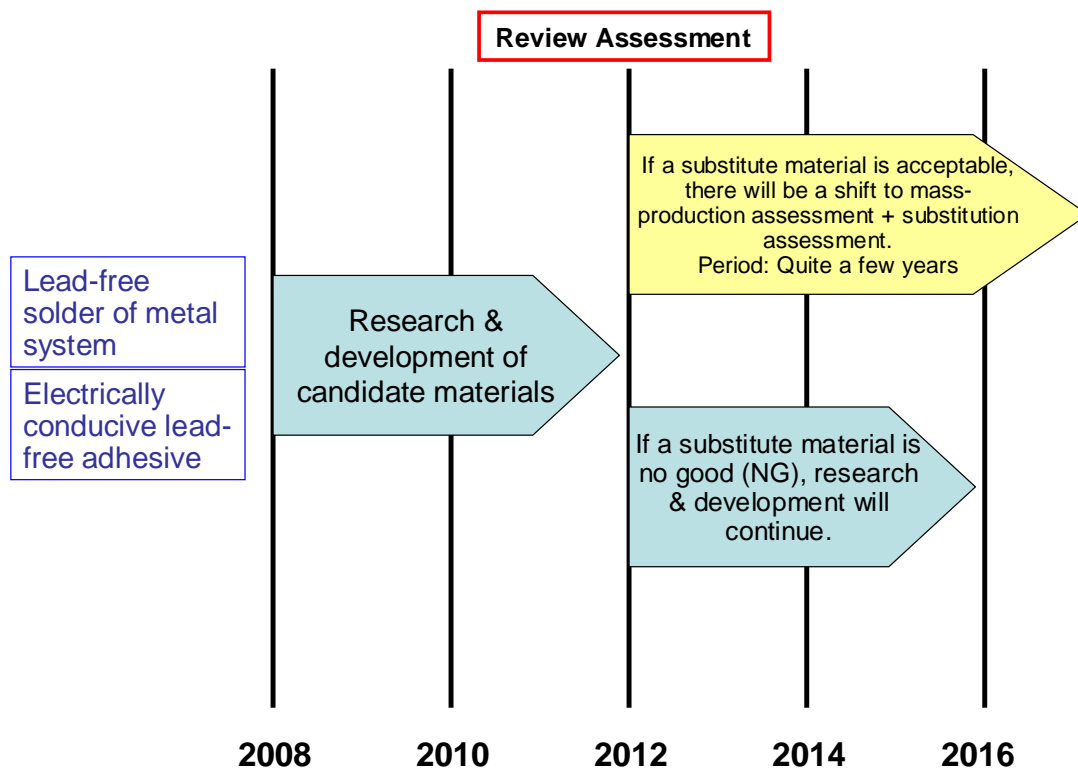 Review Assessment
If a substitute material is acceptable,
there will be a shift to mass-
production assessment + substitution
assessment.
Period: Quite a few years
Lead-free
solder of metal
system
Electrically
conducive lead-
free adhesive
Research &
development of
candidate materials
If a substitute material is
no good (NG), research
& development will
continue.
2008
2010
2012
2014
2016